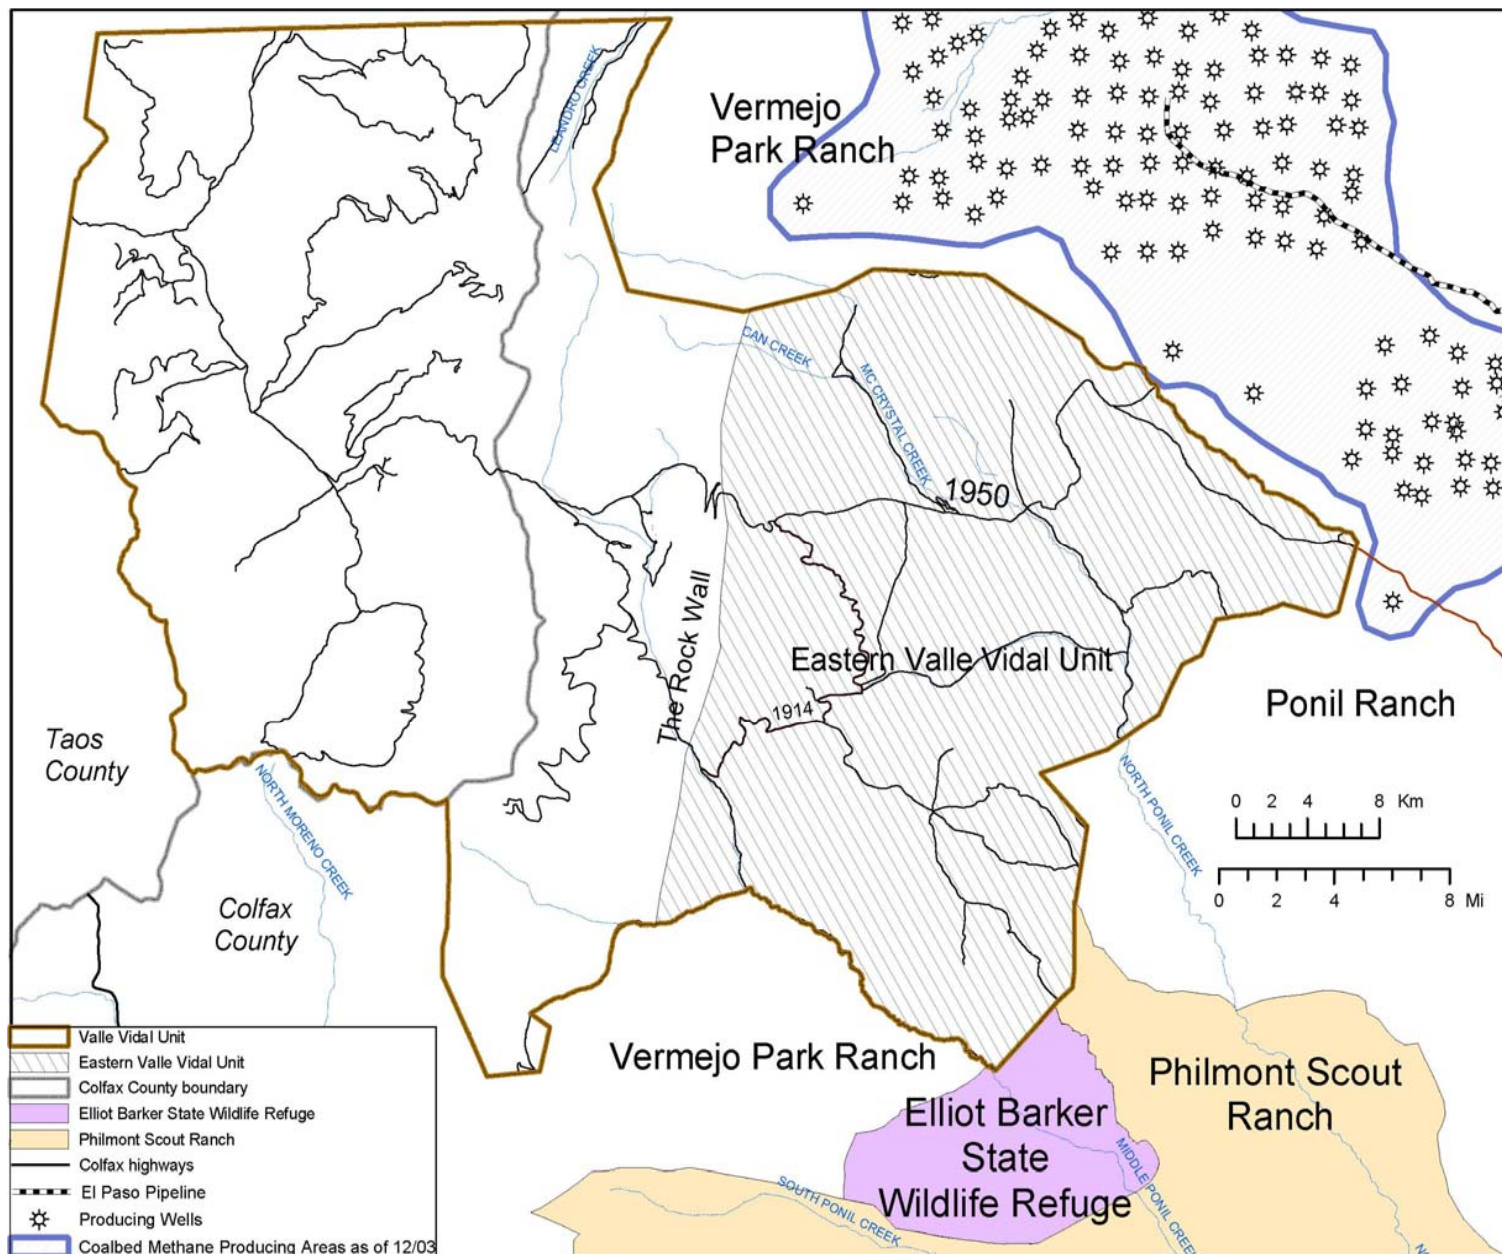 LEANDRO CREEK
Vermejo
Park Ranch
CAN CREEK
MC CRYSTAL CREEK
1950
The Rock Wall
Eastern Valle Vidal Unit
1914
Ponil Ranch
Taos
County
NORTH MORENO CREEK
NORTH PONIL CREEK
0 2 4 8 Km
0 2 4 8 Mi
Colfax
County
Vermejo Park Ranch
Philmont Scout
Ranch
Elliot Barker
State
Wildlife Refuge
MIDDLE PONIL CREEK
SOUTH PONIL CREEK
Valle Vidal Unit
Eastern Valle Vidal Unit
Colfax County boundary
Elliot Barker State Wildlife Refuge
Philmont Scout Ranch
Colfax highways
El Paso Pipeline
Producing Wells
Coalbed Methane Producing Areas as of 12/03